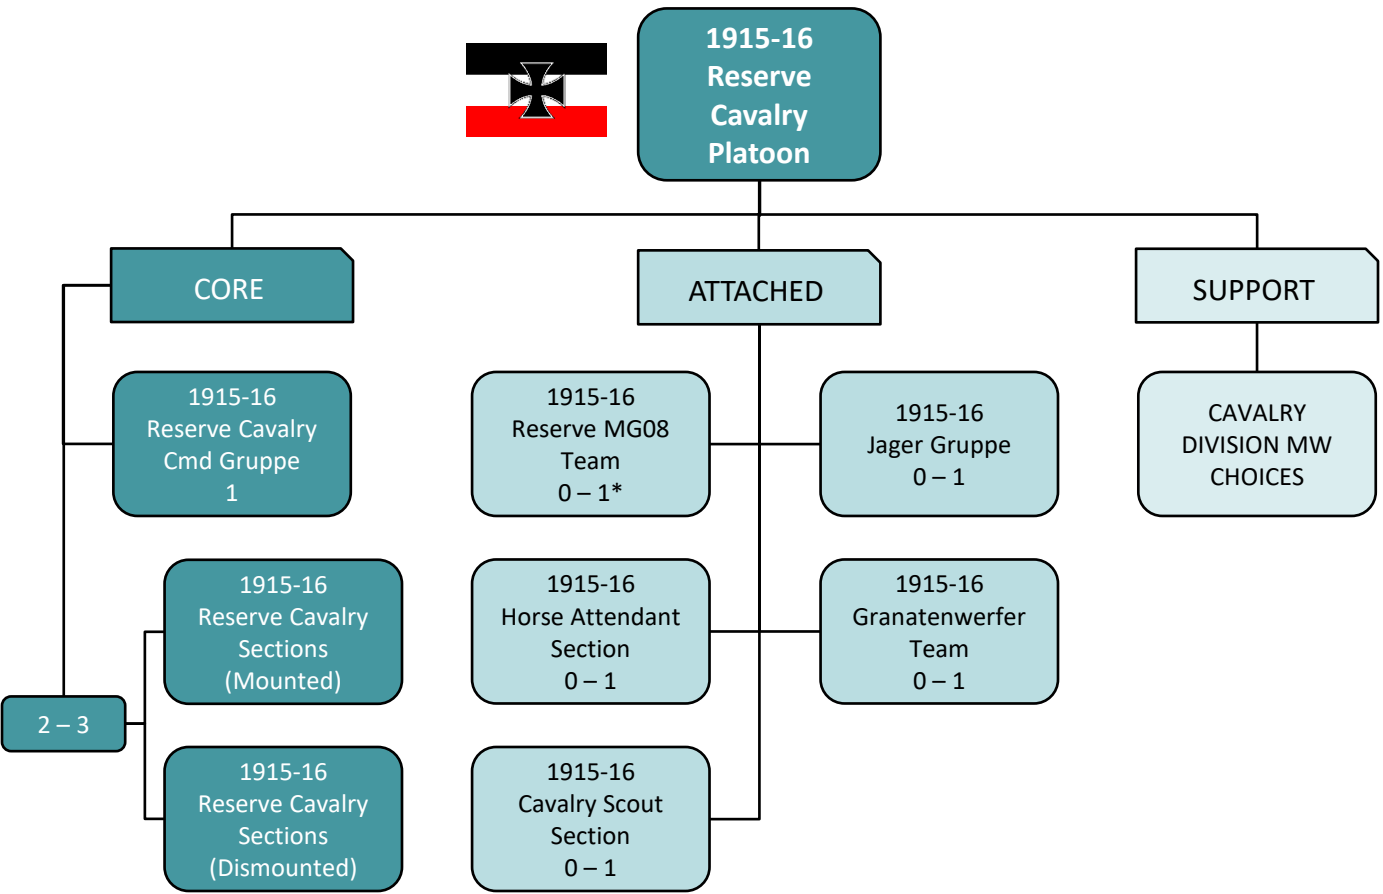 1915-16
Reserve
Cavalry
Platoon
CORE
ATTACHED
SUPPORT
1915-16
Reserve Cavalry
Cmd Gruppe
1
1915-16
Reserve MG08
Team
0 – 1*
1915-16
Jager Gruppe
0 – 1
CAVALRY
DIVISION MW
CHOICES
1915-16
Reserve Cavalry
Sections
(Mounted)
1915-16
Horse Attendant
Section
0 – 1
1915-16
Granatenwerfer
Team
0 – 1
2 – 3
1915-16
Reserve Cavalry
Sections
(Dismounted)
1915-16
Cavalry Scout
Section
0 – 1